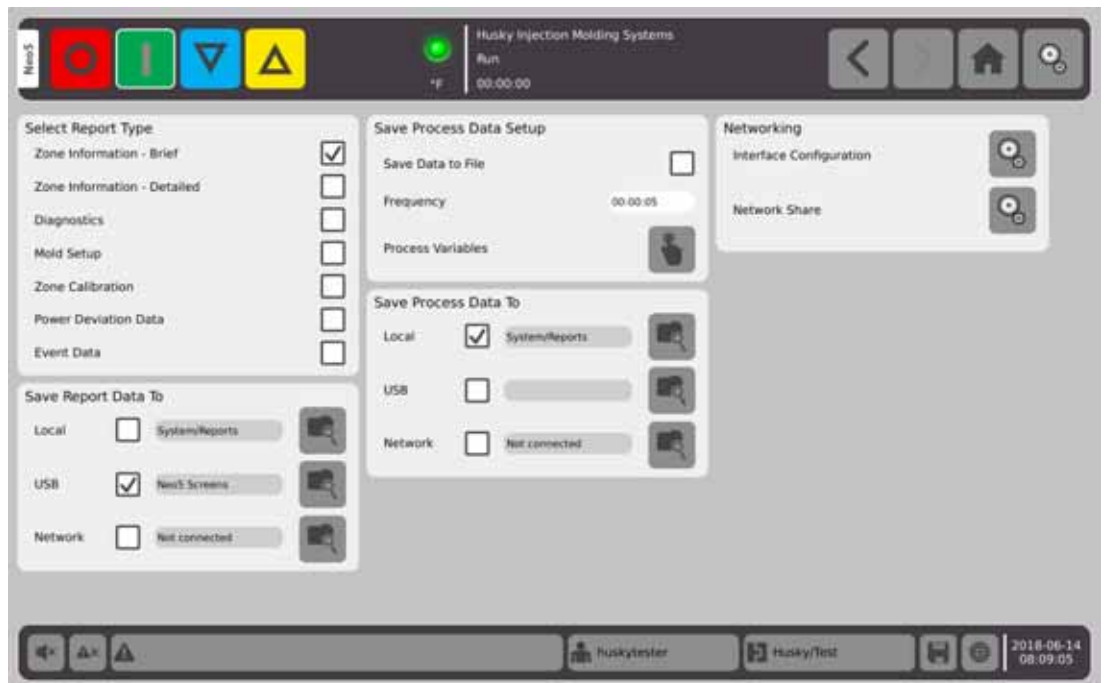 Neo5
Husky Injection Molding Systems
Run
00:00:00
°F
Select Report Type
Zone Information - Brief
Zone Information - Detailed
Diagnostics
Mold Setup
Zone Calibration
Power Deviation Data
Event Data
Save Report Data To
Local
System/Reports
USB
Neo5 Screens
Network
Not connected
Save Process Data Setup
Save Data to File
Frequency
00:00:05
Process Variables
Save Process Data To
Local
System/Reports
USB
Network
Not connected
Networking
Interface Configuration
Network Share
huskytester
Husky/Test
2018-06-14
08:09:05